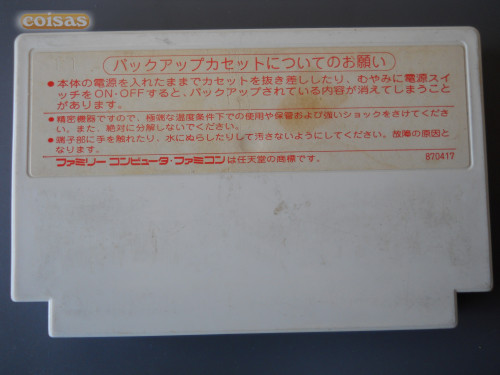 coisas
バックアップカセットについてのお願い
●本体の電源を入れたままでカセットを抜き差ししたり、むやみに電源スイ
ッチをON・OFFすると、バックアップされている内容が消えてしまうこと
があります。
●精密機器ですので、極端な温度条件下での使用や保管および強いショックをさけてくださ
い。また、絶対に分解しないでください。
●端子部に手を触れたり、水にぬらしたりして汚さないようにしてください。故障の原因と
なります。
ファミリーコンピュータ・ファミコンは任天堂の商標です。
870417